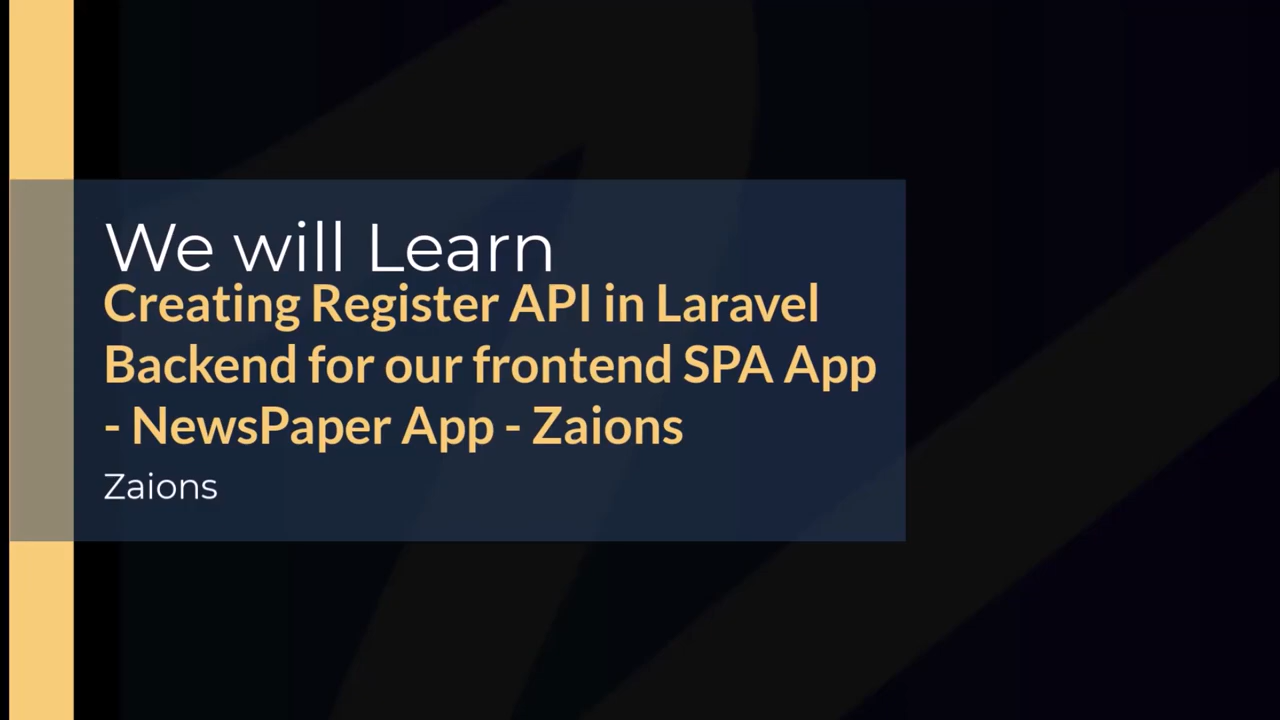 We will Learn
Creating Register API in Laravel
Backend for our frontend SPA App
- NewsPaper App - Zaions
Zaions